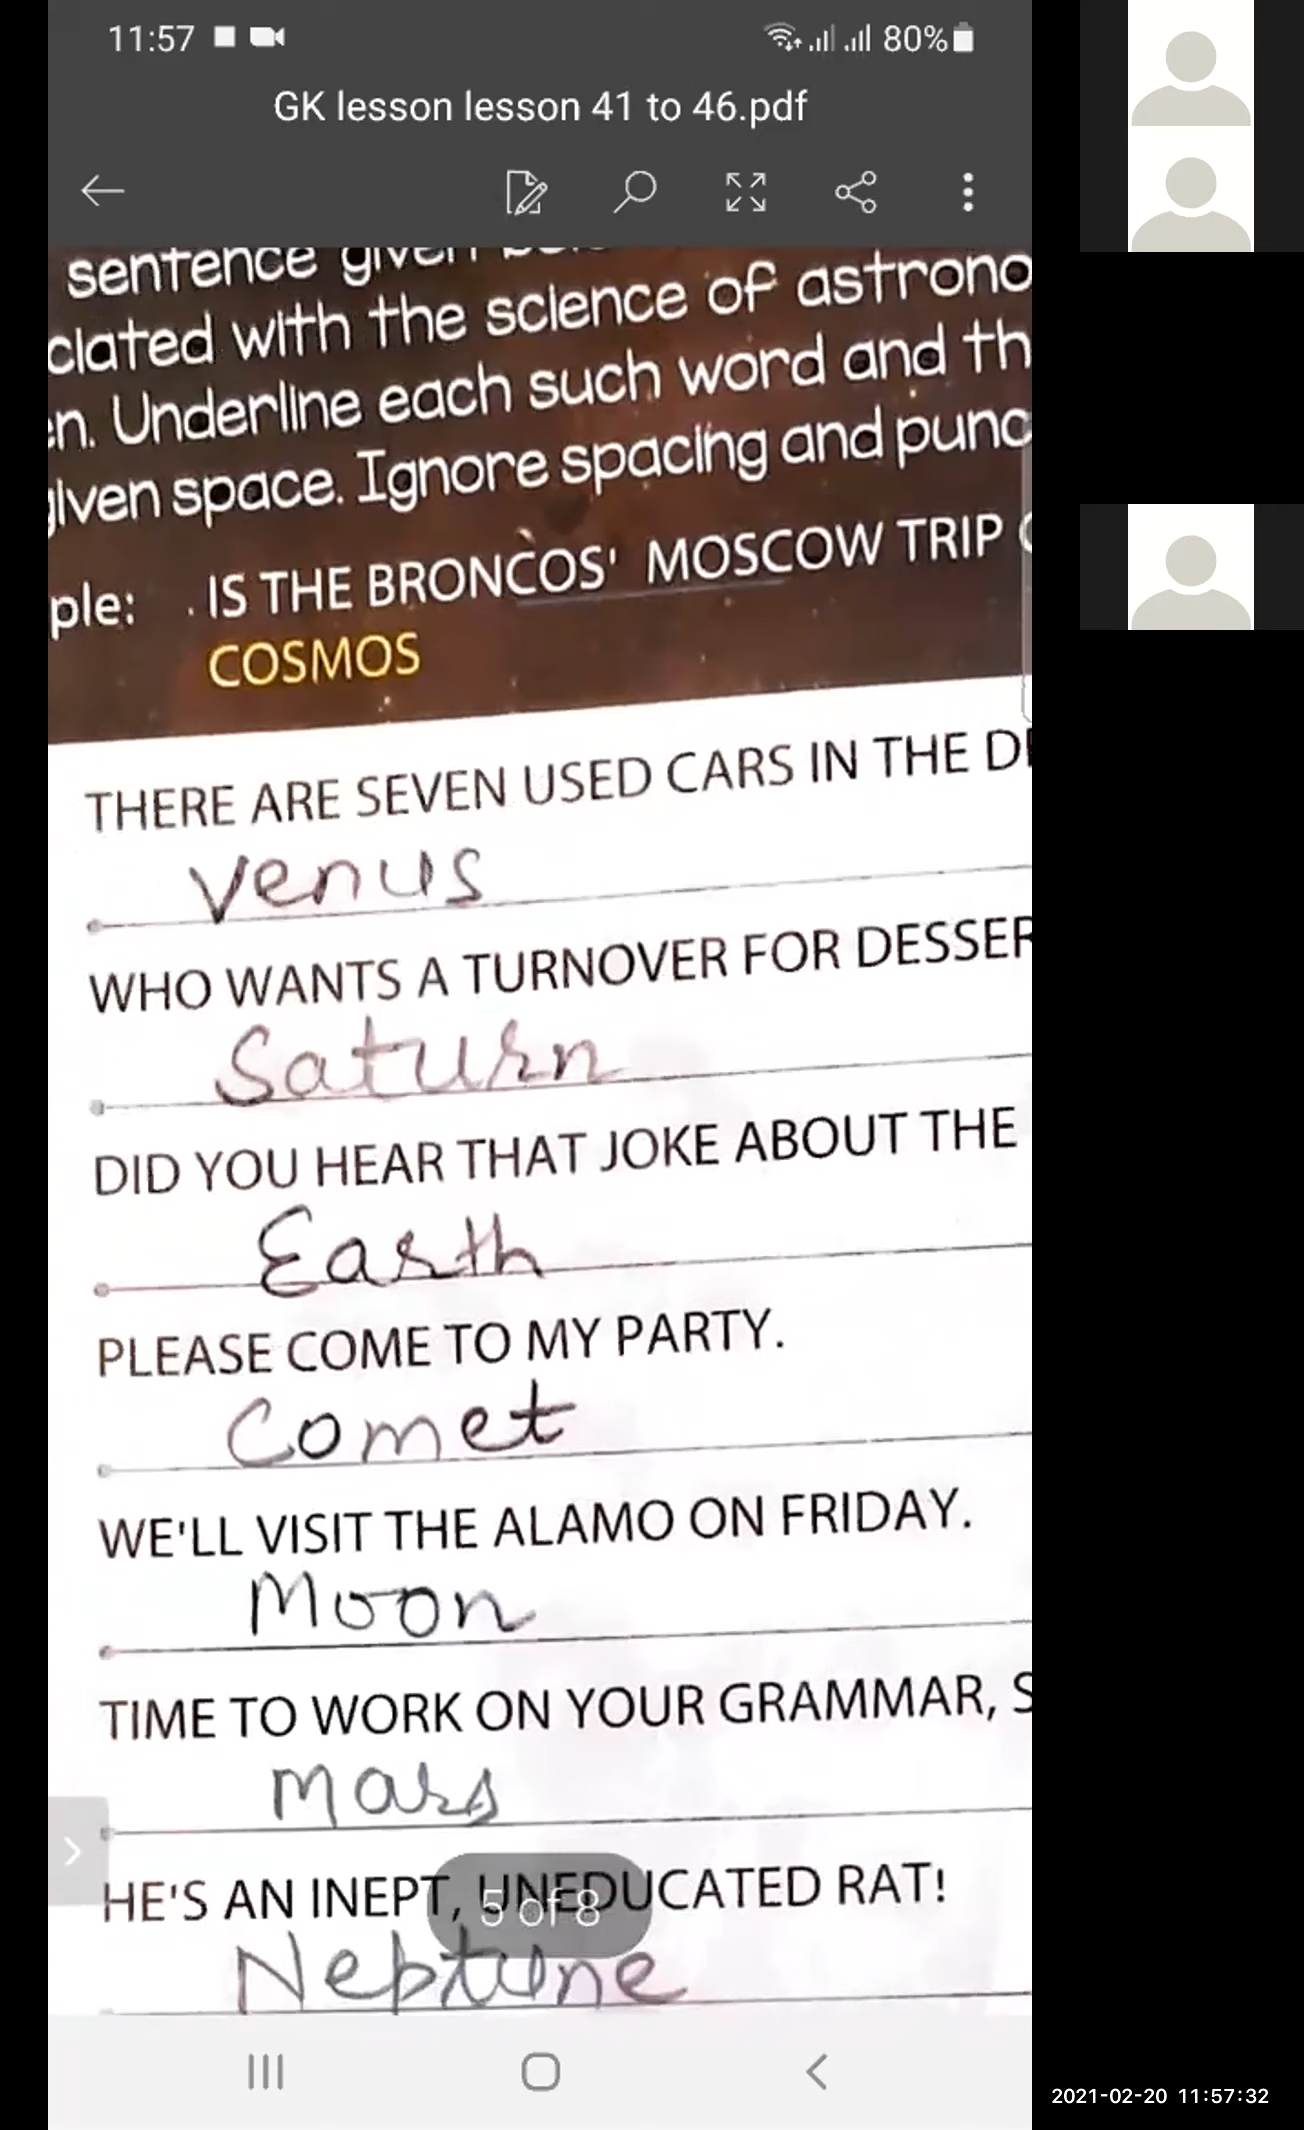 11:57
80%
GK lesson lesson 41 to 46.pdf
sentence given
ciated with the science of astrono
n. Underline each such word and th
iven space. Ignore spacing and punc
ple: IS THE BRONCOS' MOSCOW TRIP
COSMOS
THERE ARE SEVEN USED CARS IN THE D
Venus
WHO WANTS A TURNOVER FOR DESSER
Saturn
DID YOU HEAR THAT JOKE ABOUT THE
Earth
PLEASE COME TO MY PARTY.
Comet
WE'LL VISIT THE ALAMO ON FRIDAY.
Moon
TIME TO WORK ON YOUR GRAMMAR, S
Mars
HE'S AN INEPT, UNEDUCATED RAT!
5 of 8
Neptune
2021-02-20 11:57:32